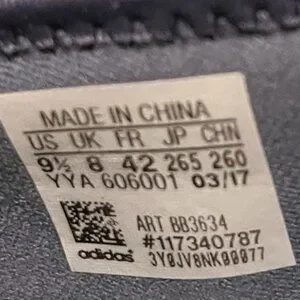 MADE IN CHINA
US UK FR JP CHN
9½ 8 42 265 260
YYA 606001 03/17
ART BB3634
#117340787
adidas 3Y0JV8NK00077